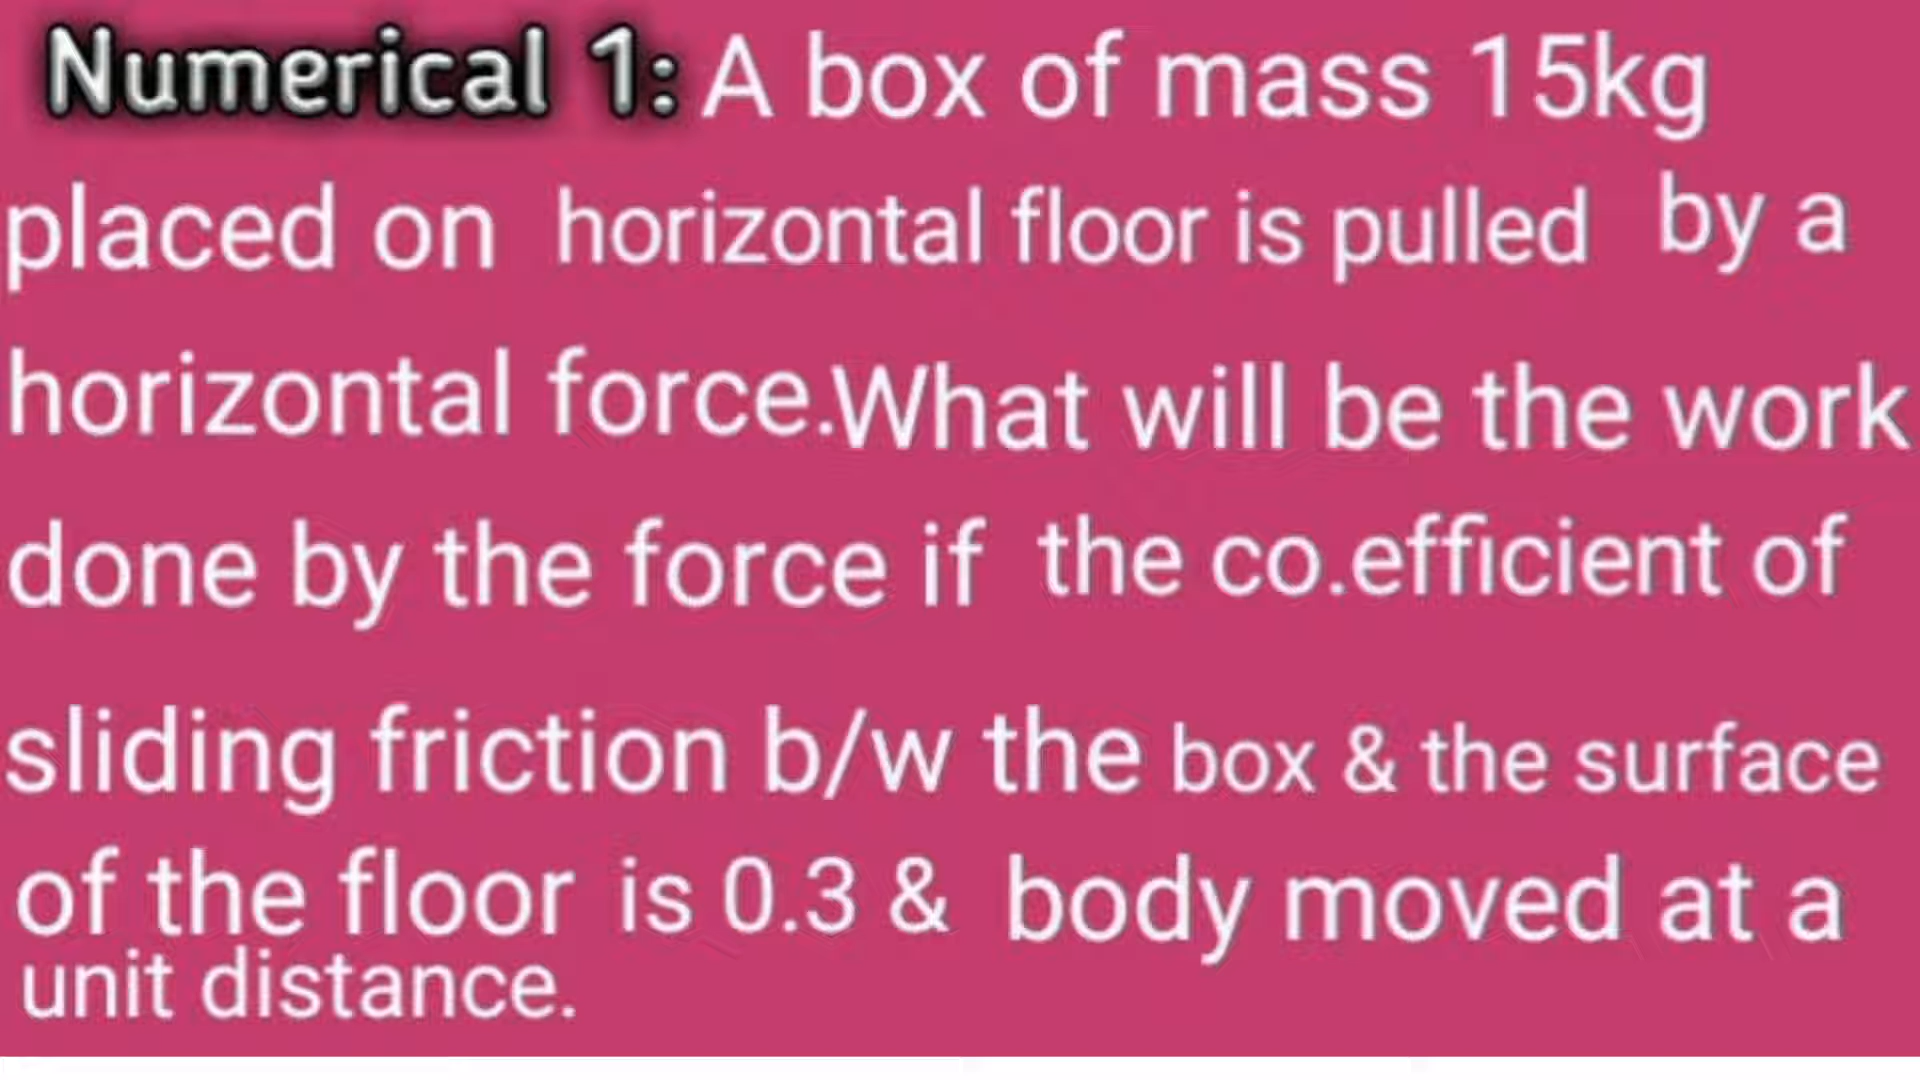 Numerical 1: A box of mass 15kg
placed on horizontal floor is pulled by a
horizontal force.What will be the work
done by the force if the co.efficient of
sliding friction b/w the box & the surface
of the floor is 0.3 & body moved at a
unit distance.